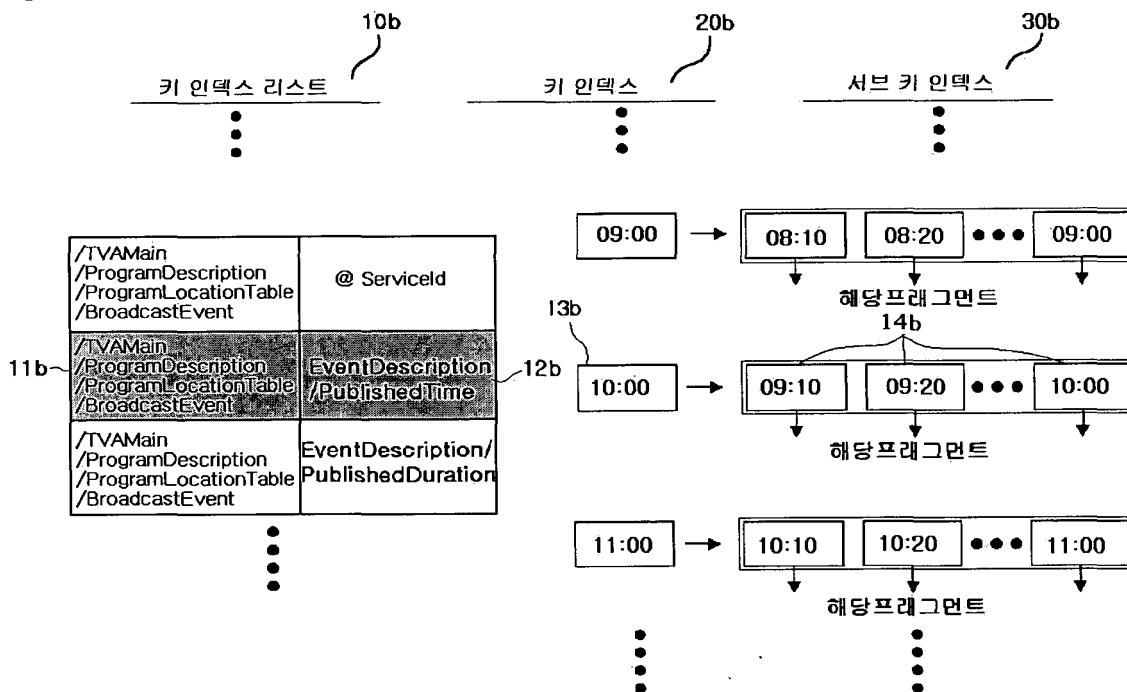 10b
20b
30b
키 인덱스 리스트
키 인덱스
서브 키 인덱스
09:00
08:10
08:20
09:00
해당프래그먼트
/TVAMain
/ProgramDescription
/ProgramLocationTable
/BroadcastEvent
@ ServiceId
13b
14b
11b
/TVAMain
/ProgramDescription
/ProgramLocationTable
/BroadcastEvent
EventDescription
/PublishedTime
12b
10:00
09:10
09:20
10:00
해당프래그먼트
/TVAMain
/ProgramDescription
/ProgramLocationTable
/BroadcastEvent
EventDescription/
PublishedDuration
11:00
10:10
10:20
11:00
해당프래그먼트